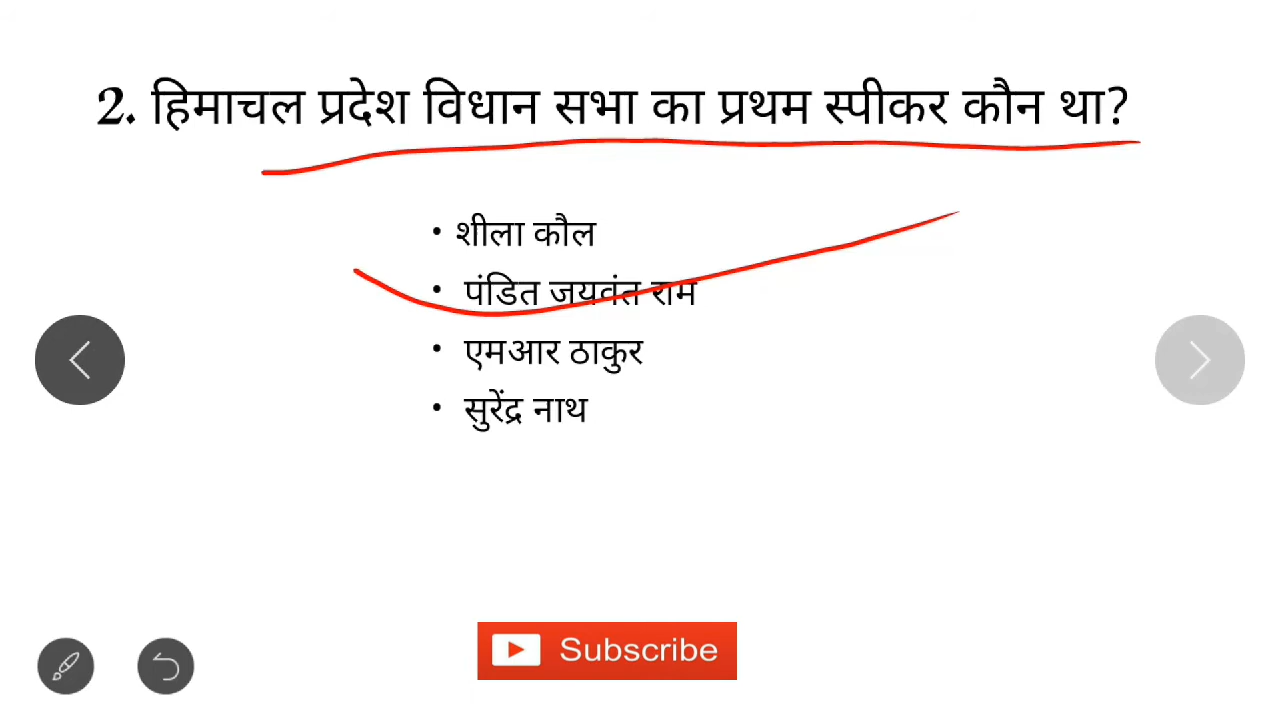 2. हिमाचल प्रदेश विधान सभा का प्रथम स्पीकर कौन था?
• शीला कौल
• पंडित जयवंत राम
• एमआर ठाकुर
• सुरेंद्र नाथ
Subscribe